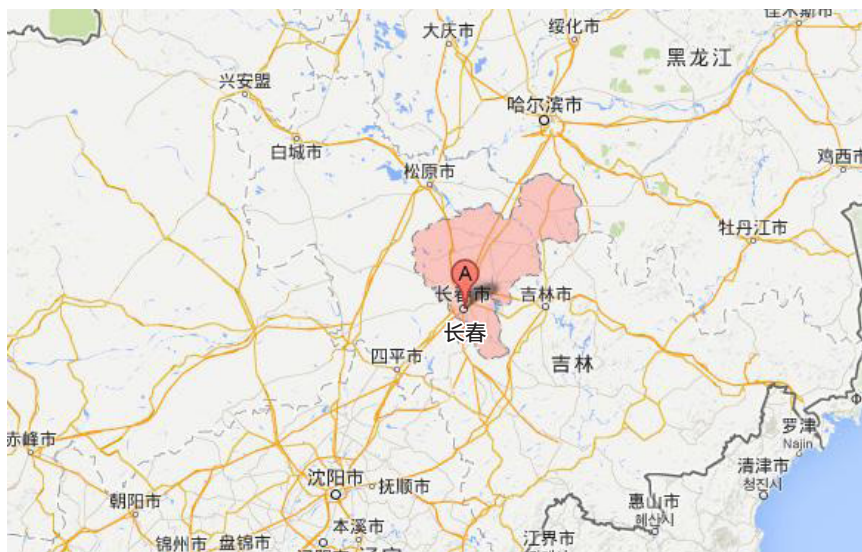 大庆市
绥化市
佳木斯市
黑龙江
兴安盟
哈尔滨市
白城市
松原市
鸡西市
牡丹江市
A
长春市
吉林市
长春
四平市
吉林
赤峰市
罗津
Najin
清津市
청진시
沈阳市
抚顺市
朝阳市
惠山市
혜산시
本溪市
锦州市
盘锦市
江界市